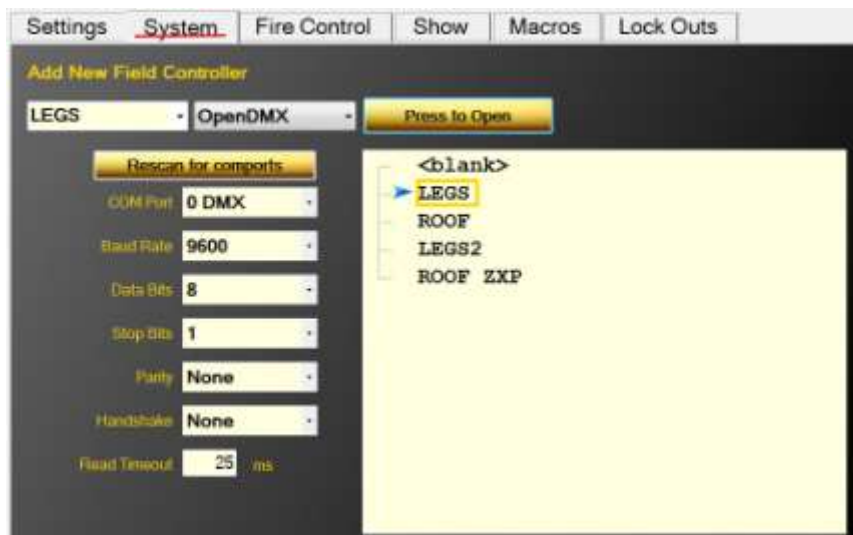 Settings System Fire Control Show Macros Lock Outs
Add New Field Controller
LEGS OpenDMX Press to Open
Rescan for comports
COM Port 0 DMX
Baud Rate 9600
Data Bits 8
Stop Bits 1
Parity None
Handshake None
Read Timeout 25 ms
<blank>
LEGS
ROOF
LEGS2
ROOF ZXP